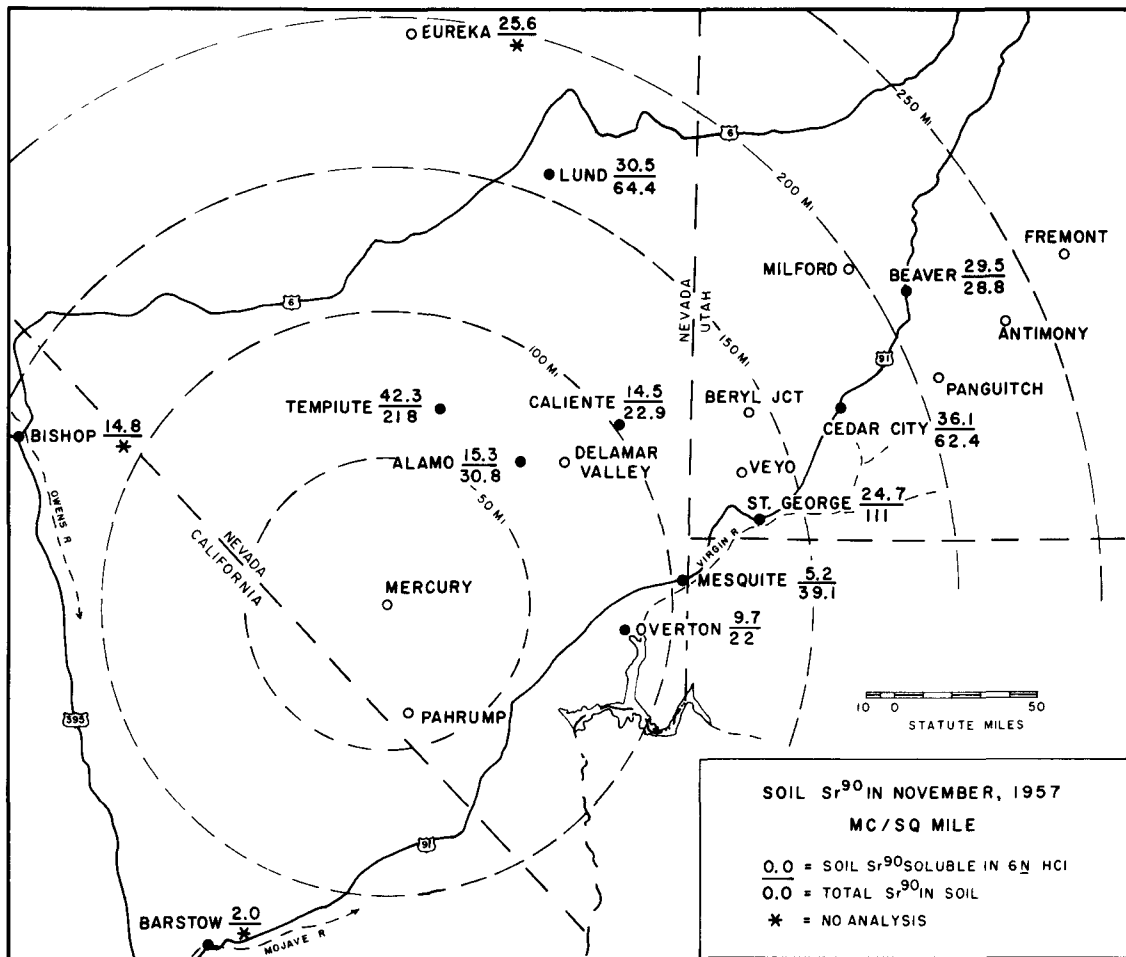 EUREKA 25.6
*
250 MI
6
LUND 30.5
64.4
200 MI
FREMONT
MILFORD
BEAVER 29.5
28.8
NEVADA
UTAH
6
ANTIMONY
150 MI
91
100 MI
PANGUITCH
TEMPIUTE 42.3
218
CALIENTE 14.5
22.9
BERYL JCT
CEDAR CITY 36.1
62.4
BISHOP 14.8
*
ALAMO 15.3
30.8
DELAMAR
VALLEY
VEYO
50 MI
ST. GEORGE 24.7
111
OWENS R
NEVADA
CALIFORNIA
VIRGIN R
MESQUITE 5.2
39.1
MERCURY
OVERTON 9.7
22
PAHRUMP
395
10 0 50
STATUTE MILES
91
SOIL Sr90 IN NOVEMBER, 1957
MC/SQ MILE
0.0 = SOIL Sr90 SOLUBLE IN 6N HCl
0.0 = TOTAL Sr90 IN SOIL
* = NO ANALYSIS
BARSTOW 2.0
*
MOJAVE R